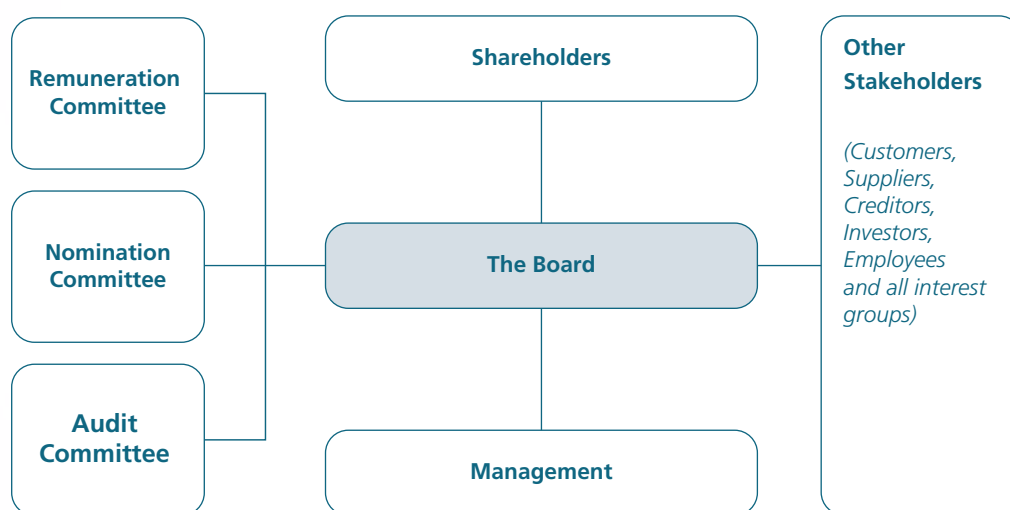 Remuneration
Committee
Nomination
Committee
Audit
Committee
Shareholders
The Board
Management
Other
Stakeholders
(Customers,
Suppliers,
Creditors,
Investors,
Employees
and all interest
groups)